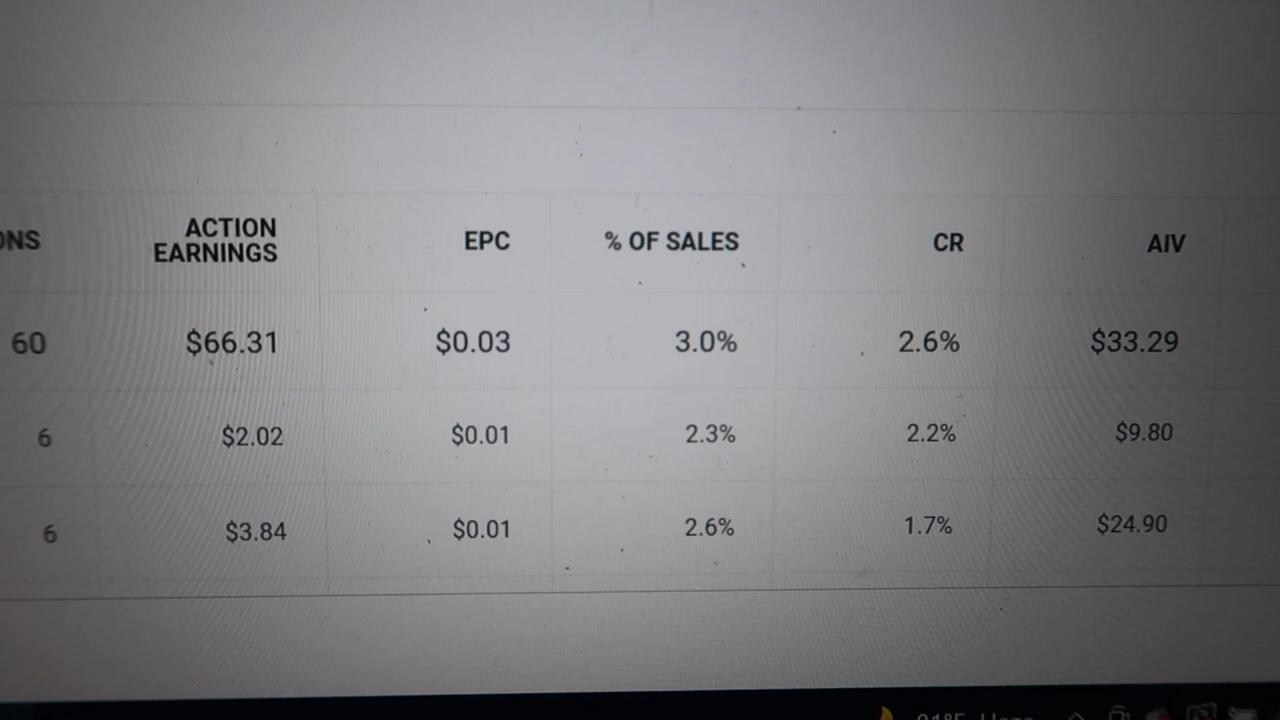 ACTION EARNINGS EPC % OF SALES CR AIV
60 $66.31 $0.03 3.0% 2.6% $33.29
6 $2.02 $0.01 2.3% 2.2% $9.80
6 $3.84 $0.01 2.6% 1.7% $24.90